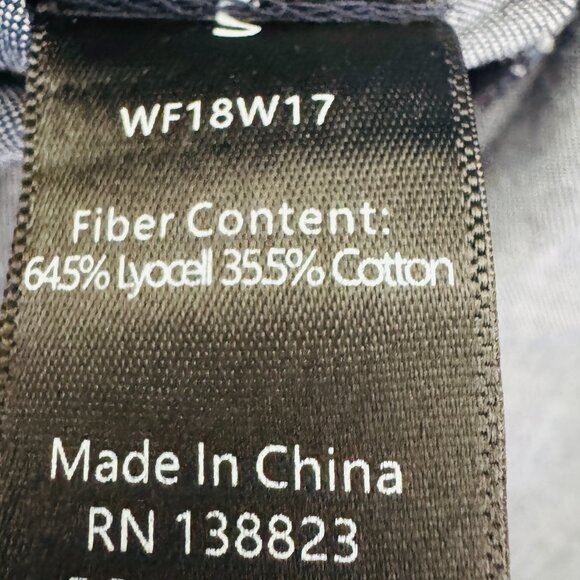 WF18W17
Fiber Content:
64.5% Lyocell 35.5% Cotton
Made In China
RN 138823